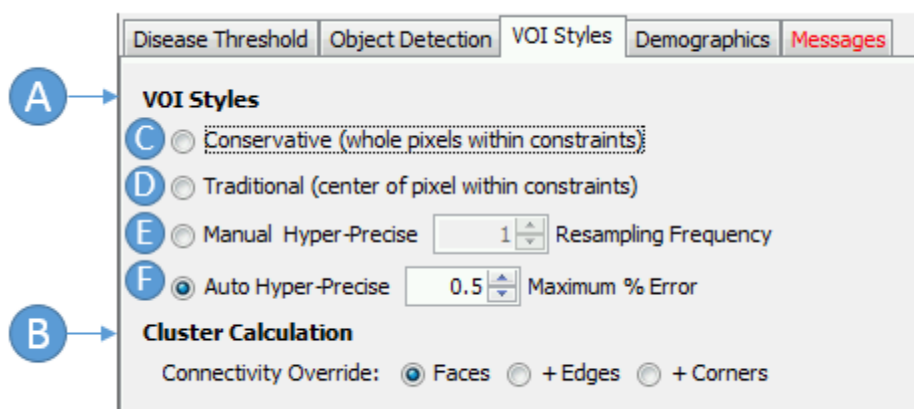 Disease Threshold Object Detection VOI Styles Demographics Messages
A VOI Styles
C Conservative (whole pixels within constraints)
D Traditional (center of pixel within constraints)
E Manual Hyper-Precise 1 Resampling Frequency
F Auto Hyper-Precise 0.5 Maximum % Error
B Cluster Calculation
Connectivity Override: Faces + Edges + Corners